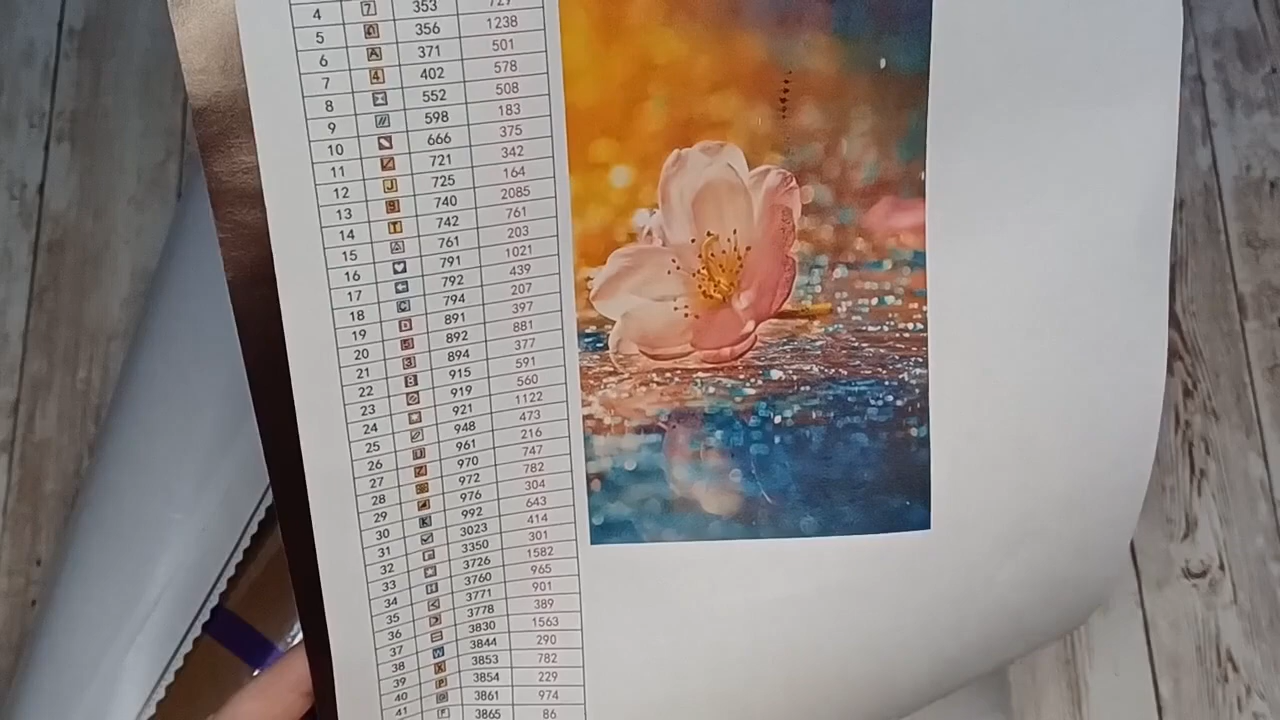 4 7 353
5 356 1238
6 A 371 501
7 4 402 578
8 552 508
9 // 598 183
10 666 375
11 721 342
12 J 725 164
13 9 740 2085
14 T 742 761
15 761 203
16 ♥ 791 1021
17 ← 792 439
18 C 794 207
19 D 891 397
20 5 892 881
21 3 894 377
22 8 915 591
23 919 560
24 921 1122
25 948 473
26 U 961 216
27 Z 970 747
28 972 782
29 976 304
30 K 992 643
31 3023 414
32 3350 301
33 3726 1582
34 3760 965
35 < 3771 901
36 > 3778 389
37 3830 1563
38 W 3844 290
39 X 3853 782
40 P 3854 229
41 3861 974
F 3865 86